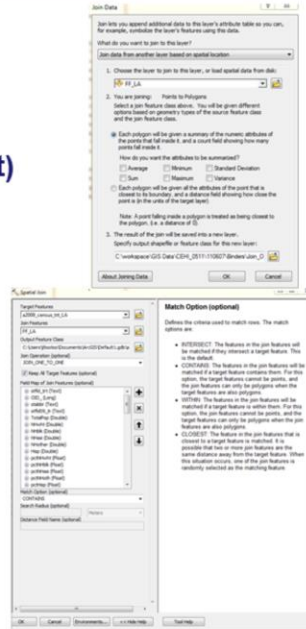 t)
Join Data
Join lets you append additional data to this layer's attribute table so you can,
for example, symbolize the layer's features using this data.
What do you want to join to this layer?
Join data from another layer based on spatial location
1. Choose the layer to join to this layer, or load spatial data from disk:
FF_LA
2. You are joining: Points to Polygons
Select a join feature class above. You will be given different
options based on geometry types of the source feature class
and the join feature class.
Each polygon will be given a summary of the numeric attributes of
the points that fall inside it, and a count field showing how many
points fall inside it.
How do you want the attributes to be summarized?
Average Minimum Standard Deviation
Sum Maximum Variance
Each polygon will be given all the attributes of the point that is
closest to its boundary, and a distance field showing how close the
point is (in the units of the target layer).
Note: A point falling inside a polygon is treated as being closest to
the polygon, (i.e. a distance of 0).
3. The result of the join will be saved into a new layer.
Specify output shapefile or feature class for this new layer:
About Joining Data OK Cancel
Spatial Join
Target Features
Join Features
FF_LA
Output Feature Class
Join Operation (optional)
JOIN_ONE_TO_ONE
Keep All Target Features (optional)
Field Map of Join Features (optional)
Match Option (optional)
CONTAINS
Search Radius (optional)
Distance Field Name (optional)
OK Cancel Environments... << Hide Help
Match Option (optional)
Defines the criteria used to match rows. The match
options are:
INTERSECT: The features in the join features will
be matched if they intersect a target feature. This
is the default.
CONTAINS: The features in the join features will be
matched if a target feature contains them. For this
option, the target features cannot be points, and
the join features can only be polygons when the
target features are also polygons.
WITHIN: The features in the join features will be
matched if a target feature is within them. For this
option, the join features cannot be points, and the
target features can only be polygons when the join
features are also polygons.
CLOSEST: The feature in the join features that is
closest to a target feature is matched. It is
possible that two or more join features are the
same distance away from the target feature. When
this situation occurs, one of the join features is
randomly selected as the matching feature.
Tool Help